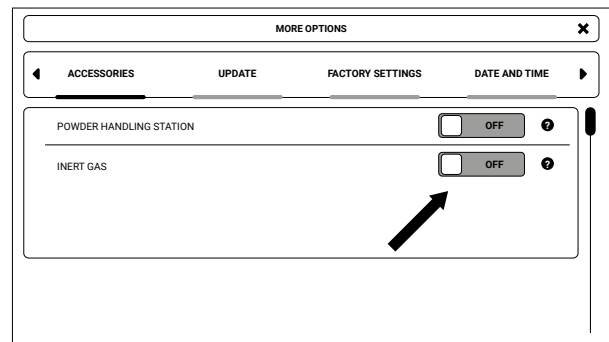 MORE OPTIONS
ACCESSORIES UPDATE FACTORY SETTINGS DATE AND TIME
POWDER HANDLING STATION OFF ?
INERT GAS OFF ?